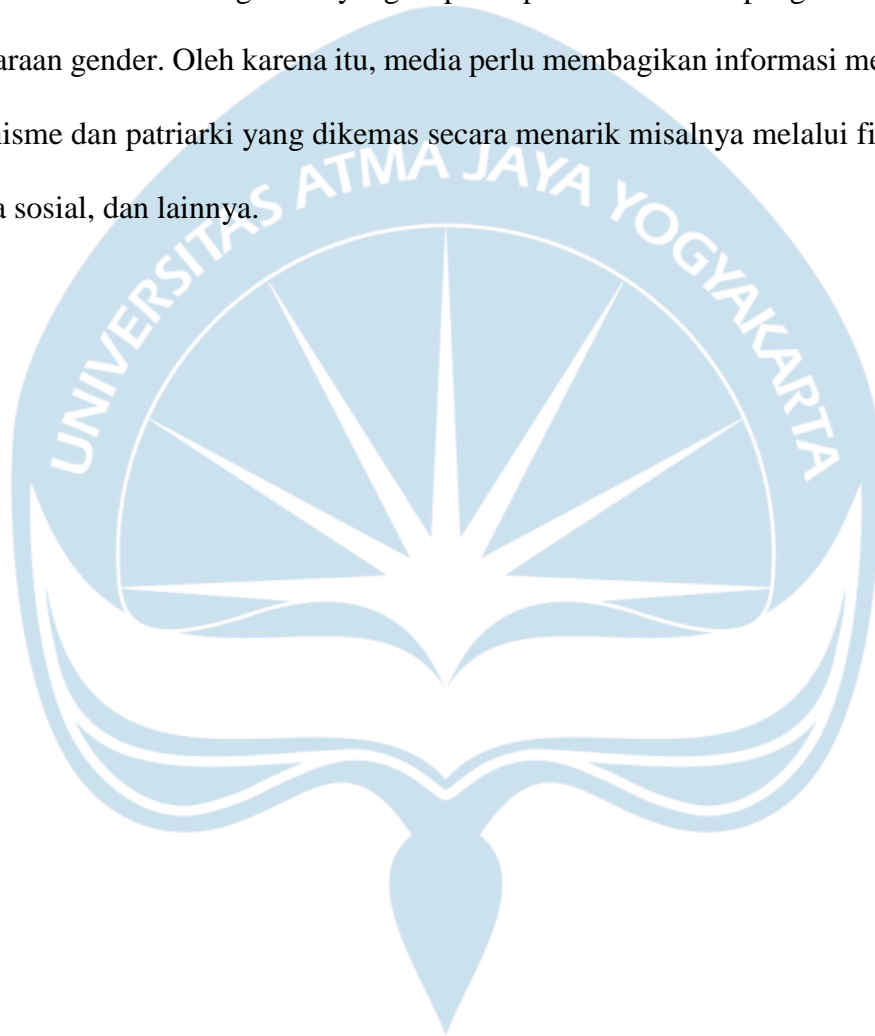 araan gender. Oleh karena itu, media perlu membagikan informasi me
isme dan patriarki yang dikemas secara menarik misalnya melalui fi
a sosial, dan lainnya.
UNIVERSITAS ATMA JAYA YOGYAKARTA